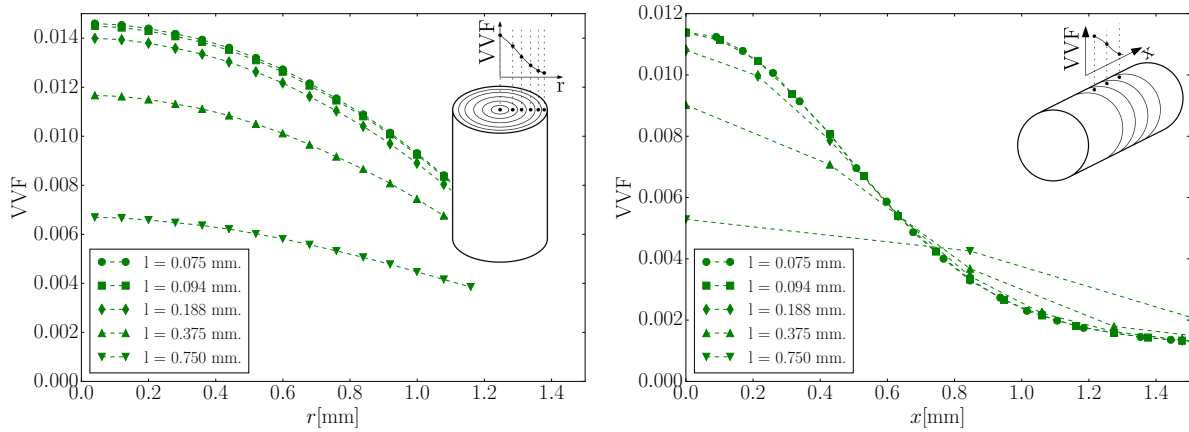 0.014
0.012
0.010
0.008
0.006
0.004
0.002
0.000
VVF
0.0 0.2 0.4 0.6 0.8 1.0 1.2 1.4
r[mm]
l = 0.075 mm.
l = 0.094 mm.
l = 0.188 mm.
l = 0.375 mm.
l = 0.750 mm.
VVF
r
0.012
0.010
0.008
0.006
0.004
0.002
0.000
VVF
0.0 0.2 0.4 0.6 0.8 1.0 1.2 1.4
x[mm]
l = 0.075 mm.
l = 0.094 mm.
l = 0.188 mm.
l = 0.375 mm.
l = 0.750 mm.
VVF
x